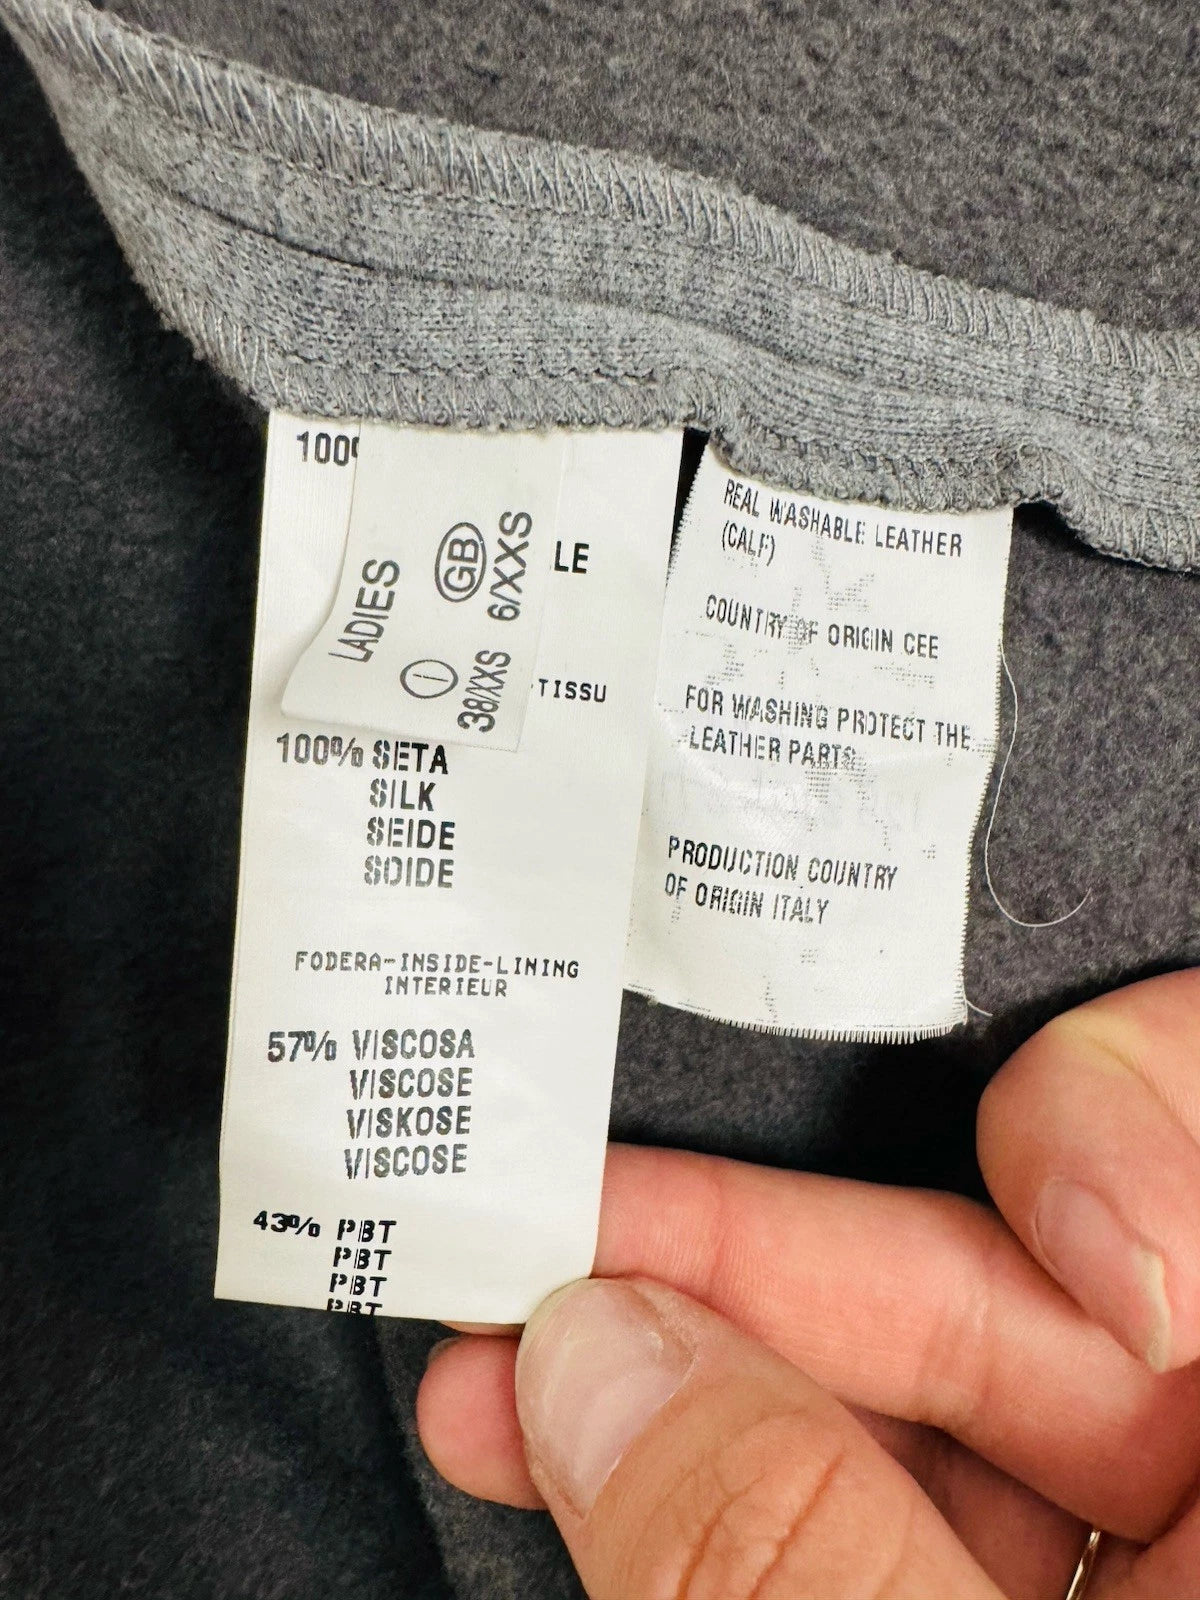 100%
LE
TISSU
LADIES
GB
I
38/XXS 6/XXS
100% SETA
SILK
SEIDE
SOIDE
FODERA-INSIDE-LINING
INTERIEUR
57% VISCOSA
VISCOSE
VISKOSE
VISCOSE
43% PBT
PBT
PBT
PBT
REAL WASHABLE LEATHER
(CALF)
COUNTRY OF ORIGIN CEE
FOR WASHING PROTECT THE
LEATHER PARTS
PRODUCTION COUNTRY
OF ORIGIN ITALY